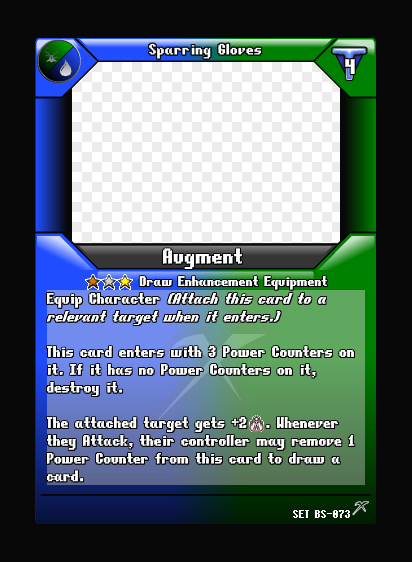 Sparring Gloves
4
Augment
Draw Enhancement Equipment
Equip Character (Attach this card to a
relevant target when it enters.)
This card enters with 3 Power Counters on
it. If it has no Power Counters on it,
destroy it.
The attached target gets +2. Whenever
they Attack, their controller may remove 1
Power Counter from this card to draw a
card.
SET BS-073